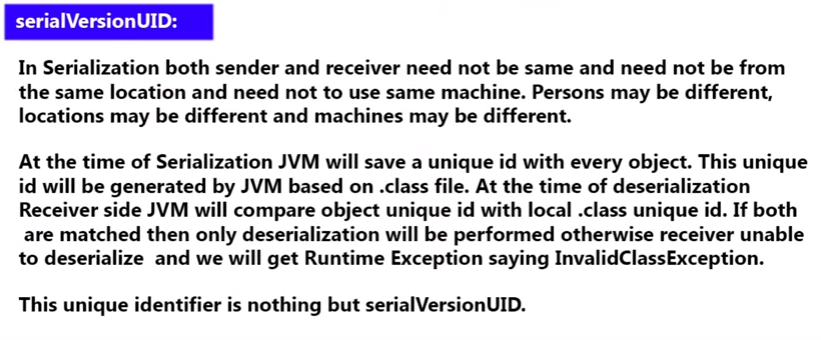 serialVersionUID:
In Serialization both sender and receiver need not be same and need not be from
the same location and need not to use same machine. Persons may be different,
locations may be different and machines may be different.
At the time of Serialization JVM will save a unique id with every object. This unique
id will be generated by JVM based on .class file. At the time of deserialization
Receiver side JVM will compare object unique id with local .class unique id. If both
are matched then only deserialization will be performed otherwise receiver unable
to deserialize and we will get Runtime Exception saying InvalidClassException.
This unique identifier is nothing but serialVersionUID.